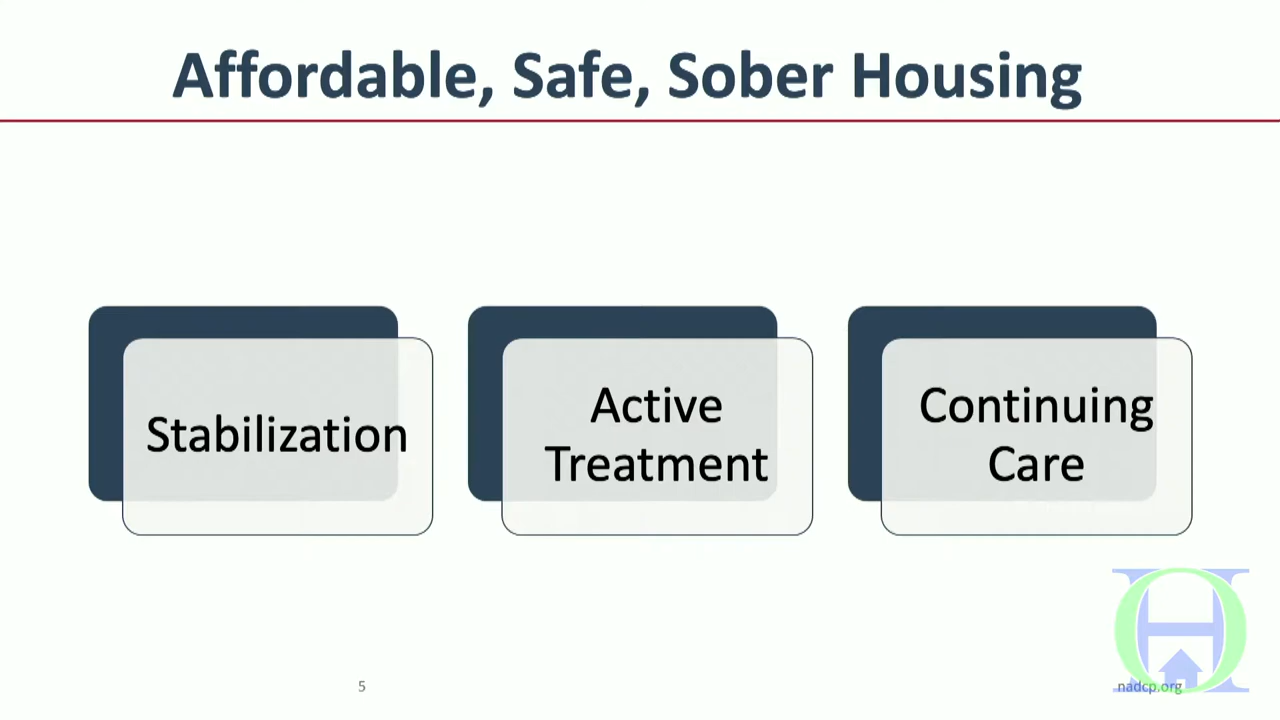 Affordable, Safe, Sober Housing
Stabilization
Active
Treatment
Continuing
Care
5
nadcp.org